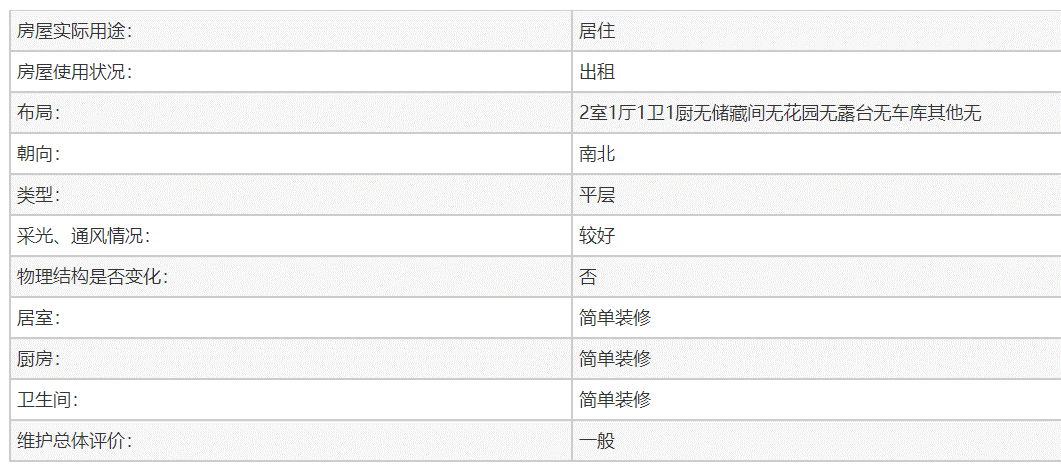 房屋实际用途： 居住
房屋使用状况： 出租
布局： 2室1厅1卫1厨无储藏间无花园无露台无车库其他无
朝向： 南北
类型： 平层
采光、通风情况： 较好
物理结构是否变化： 否
居室： 简单装修
厨房： 简单装修
卫生间： 简单装修
维护总体评价： 一般